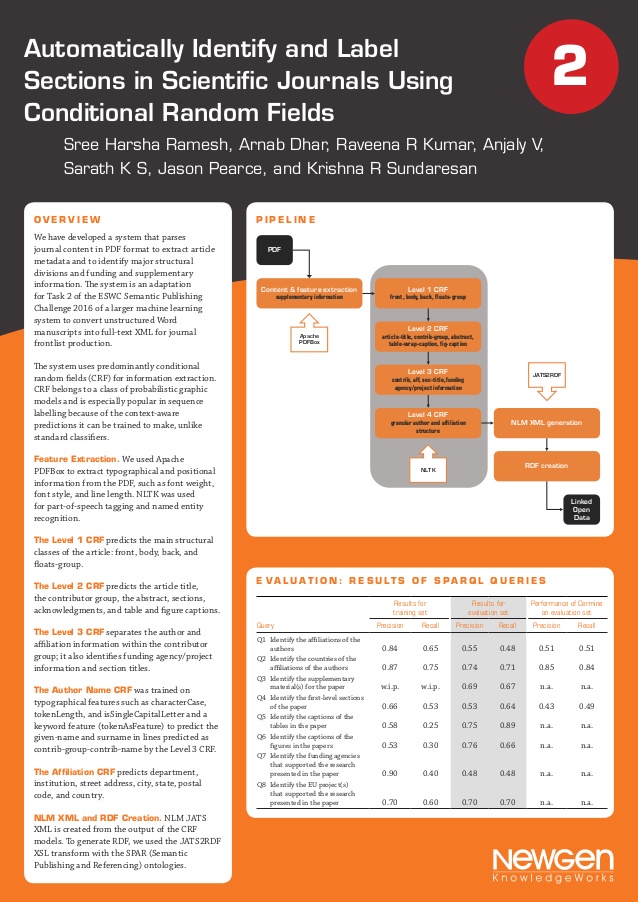 Automatically Identify and Label
Sections in Scientific Journals Using
Conditional Random Fields
2
Sree Harsha Ramesh, Arnab Dhar, Raveena R Kumar, Anjaly V,
Sarath K S, Jason Pearce, and Krishna R Sundaresan
OVERVIEW
We have developed a system that parses
journal content in PDF format to extract article
metadata and to identify major structural
divisions and funding and supplementary
information. The system is an adaptation
for Task 2 of the ESWC Semantic Publishing
Challenge 2016 of a larger machine learning
system to convert unstructured Word
manuscripts into full-text XML for journal
frontlist production.
The system uses predominantly conditional
random fields (CRF) for information extraction.
CRF belongs to a class of probabilistic graphic
models and is especially popular in sequence
labelling because of the context-aware
predictions it can be trained to make, unlike
standard classifiers.
Feature Extraction. We used Apache
PDFBox to extract typographical and positional
information from the PDF, such as font weight,
font style, and line length. NLTK was used
for part-of-speech tagging and named entity
recognition.
The Level 1 CRF predicts the main structural
classes of the article: front, body, back, and
floats-group.
The Level 2 CRF predicts the article title,
the contributor group, the abstract, sections,
acknowledgments, and table and figure captions.
The Level 3 CRF separates the author and
affiliation information within the contributor
group; it also identifies funding agency/project
information and section titles.
The Author Name CRF was trained on
typographical features such as characterCase,
tokenLength, and isSingleCapitalLetter and a
keyword feature (tokenAsFeature) to predict the
given-name and surname in lines predicted as
contrib-group-contrib-name by the Level 3 CRF.
The Affiliation CRF predicts department,
institution, street address, city, state, postal
code, and country.
NLM XML and RDF Creation. NLM JATS
XML is created from the output of the CRF
models. To generate RDF, we used the JATS2RDF
XSL transform with the SPAR (Semantic
Publishing and Referencing) ontologies.
PIPELINE
PDF
Content & feature extraction
supplementary information
Apache
PDFBox
Level 1 CRF
front, body, back, floats-group
Level 2 CRF
article-title, contrib-group, abstract,
table-wrap-caption, fig-caption
Level 3 CRF
contrib, aff, sec-title,funding
agency/project information
Level 4 CRF
granular author and affiliation
structure
NLTK
JATS2RDF
NLM XML generation
RDF creation
Linked
Open
Data
EVALUATION: RESULTS OF SPARQL QUERIES
Results for training set Results for evaluation set Performance of Cermine on evaluation set
Query Precision Recall Precision Recall Precision Recall
Q1 Identify the affiliations of the
authors 0.84 0.65 0.55 0.48 0.51 0.51
Q2 Identify the countries of the
affiliations of the authors 0.87 0.75 0.74 0.71 0.85 0.84
Q3 Identify the supplementary
material(s) for the paper w.i.p. w.i.p. 0.69 0.67 n.a. n.a.
Q4 Identify the first-level sections
of the paper 0.66 0.53 0.53 0.64 0.43 0.49
Q5 Identify the captions of the
tables in the paper 0.58 0.25 0.75 0.89 n.a. n.a.
Q6 Identify the captions of the
figures in the papers 0.53 0.30 0.76 0.66 n.a. n.a.
Q7 Identify the funding agencies
that supported the research
presented in the paper 0.90 0.40 0.48 0.48 n.a. n.a.
Q8 Identify the EU project(s)
that supported the research
presented in the paper 0.70 0.60 0.70 0.70 n.a. n.a.
Newgen
KnowledgeWorks